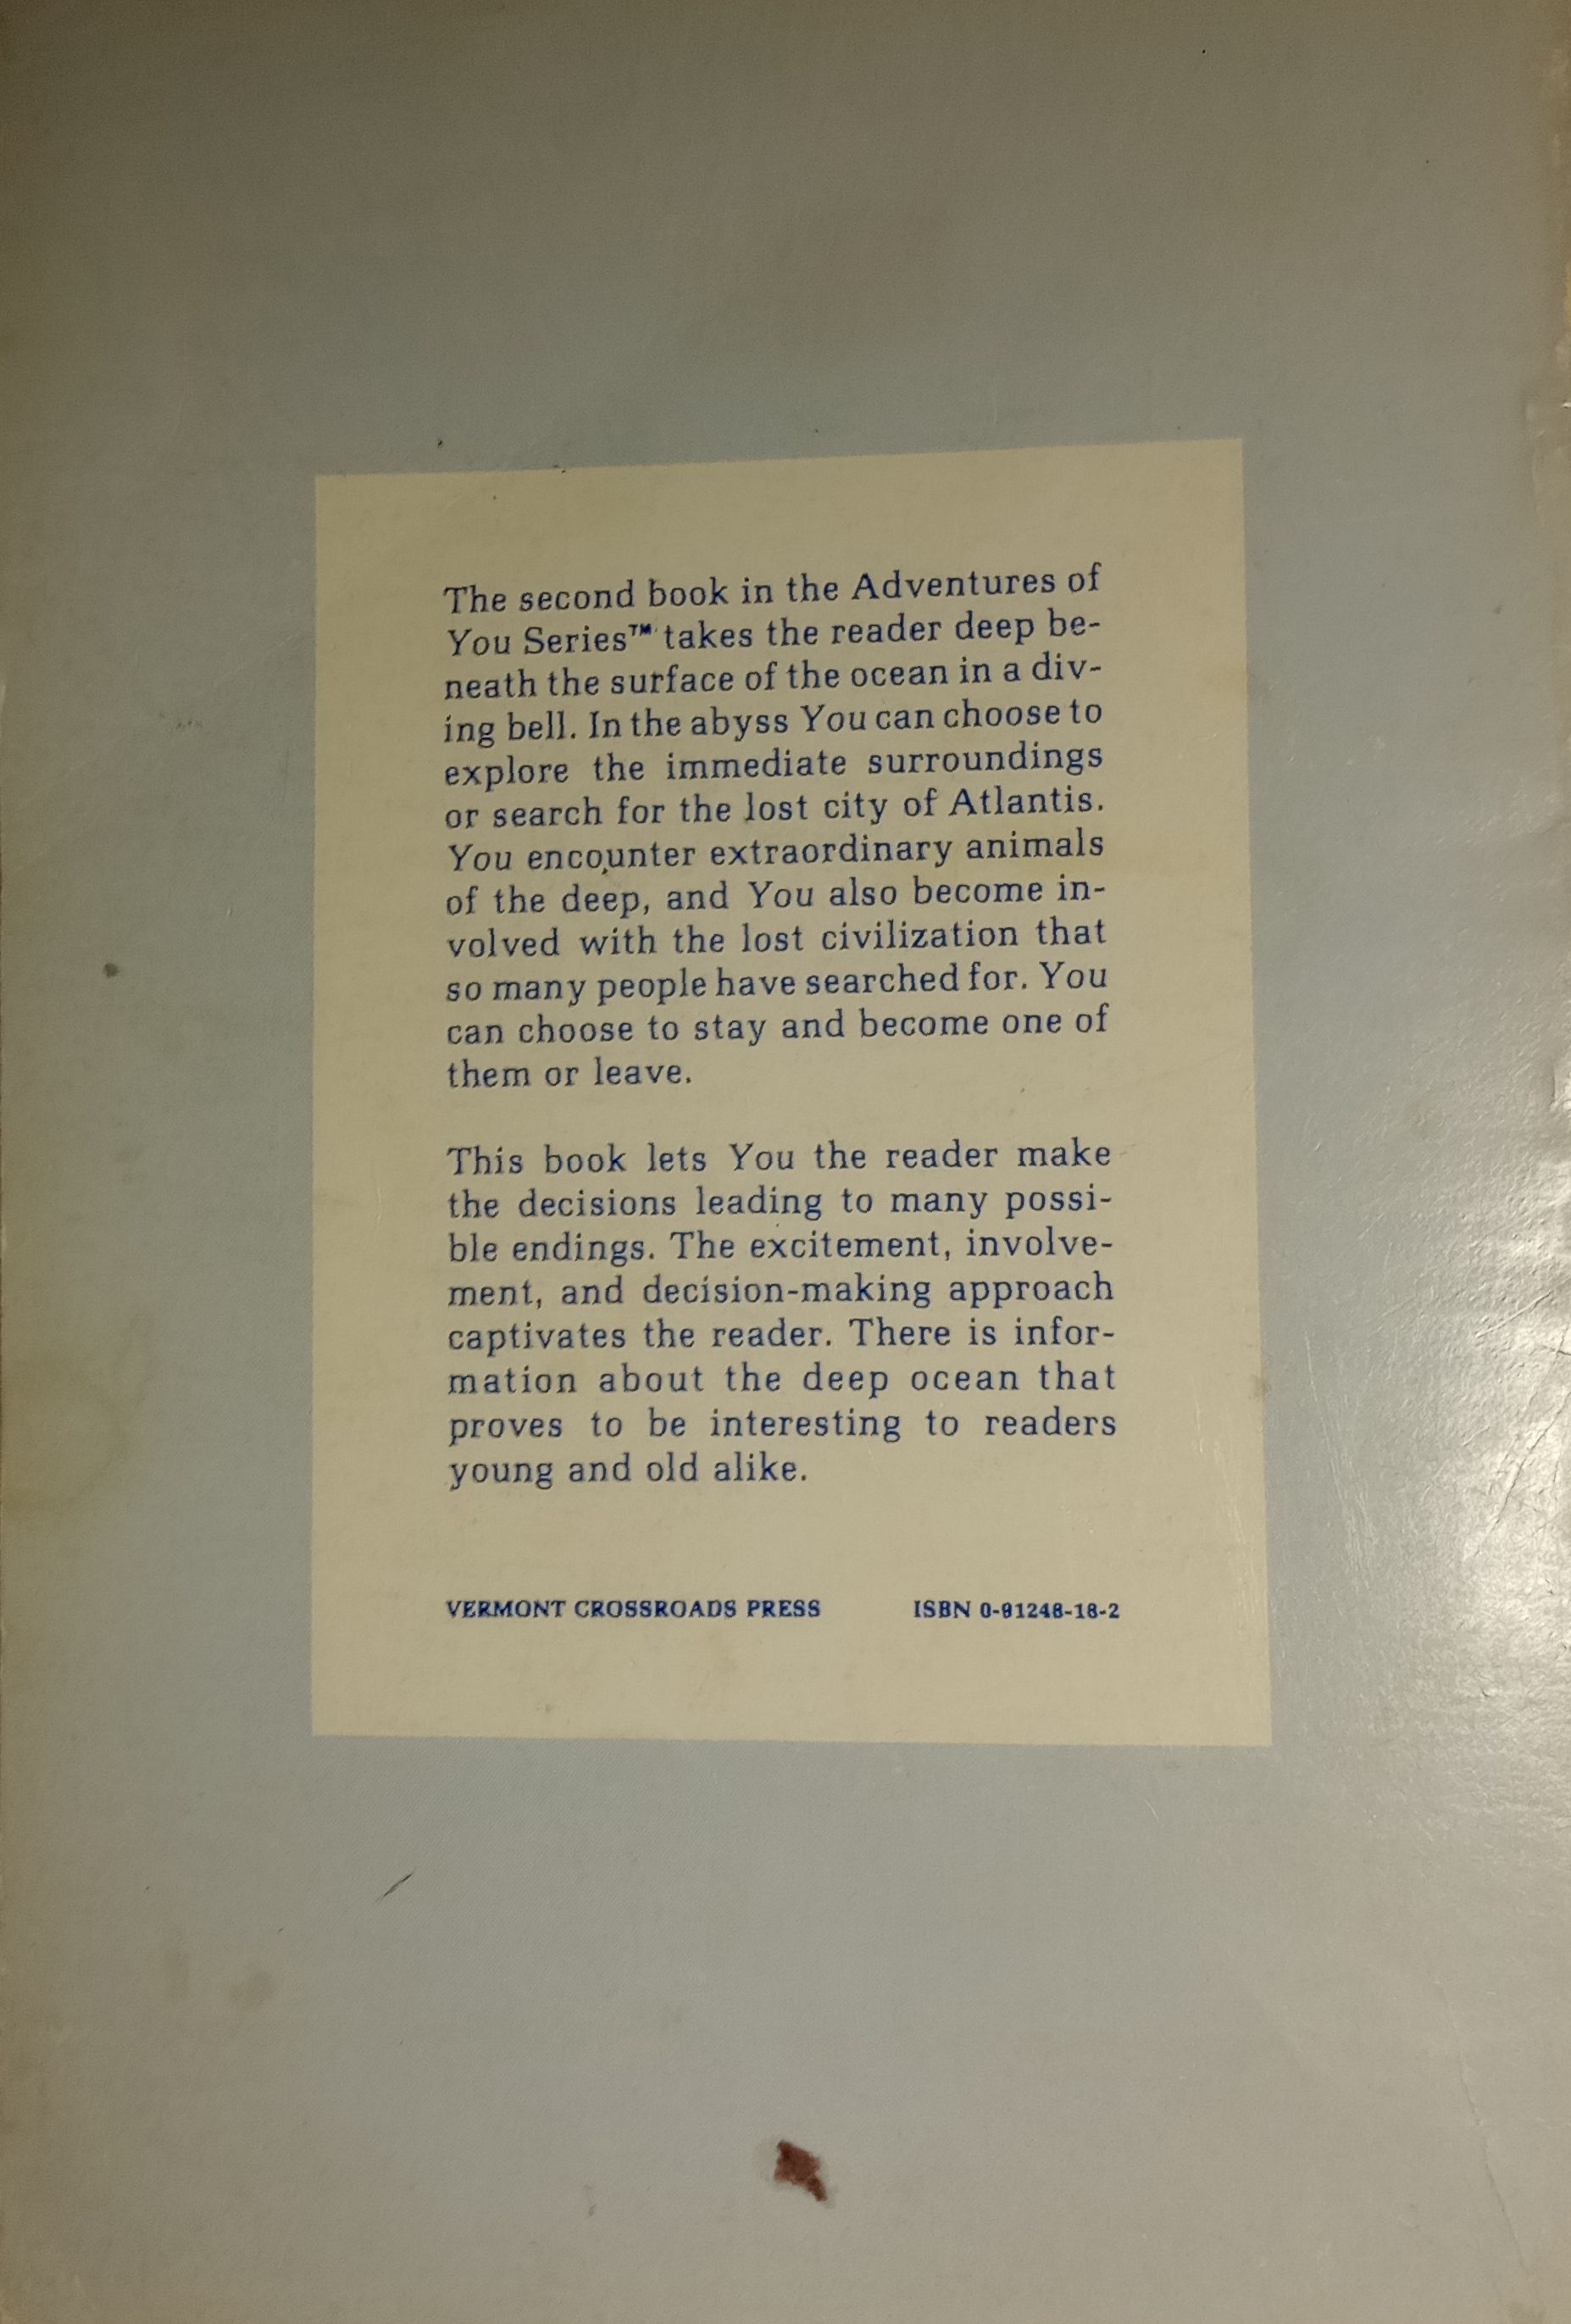 The second book in the Adventures of
You Series™ takes the reader deep be-
neath the surface of the ocean in a div-
ing bell. In the abyss You can choose to
explore the immediate surroundings
or search for the lost city of Atlantis.
You encounter extraordinary animals
of the deep, and You also become in-
volved with the lost civilization that
so many people have searched for. You
can choose to stay and become one of
them or leave.
This book lets You the reader make
the decisions leading to many possi-
ble endings. The excitement, involve-
ment, and decision-making approach
captivates the reader. There is infor-
mation about the deep ocean that
proves to be interesting to readers
young and old alike.
VERMONT CROSSROADS PRESS ISBN 0-91248-18-2